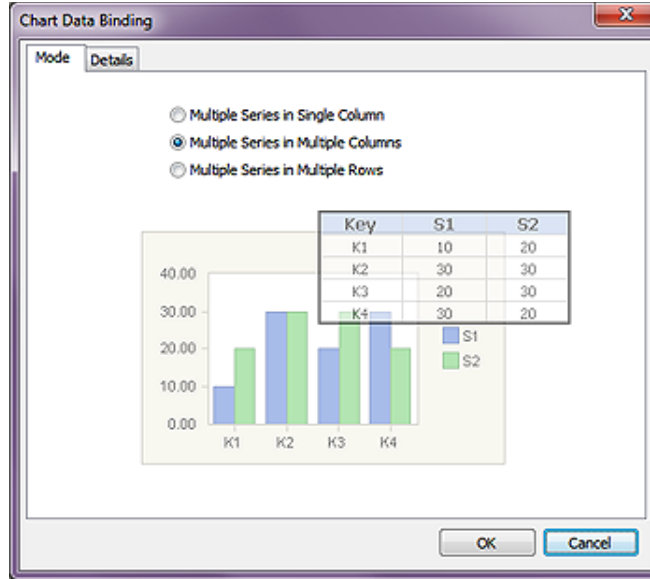 Chart Data Binding
Mode Details
Multiple Series in Single Column
Multiple Series in Multiple Columns
Multiple Series in Multiple Rows
Key S1 S2
K1 10 20
K2 30 30
K3 20 30
K4 30 20
40.00
30.00
20.00
10.00
0.00
K1 K2 K3 K4
S1
S2
OK Cancel